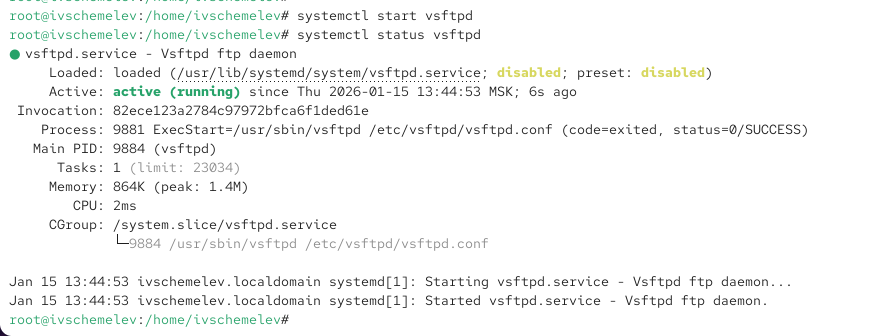 root@ivschemelev:/home/ivschemelev# systemctl start vsftpd
root@ivschemelev:/home/ivschemelev# systemctl status vsftpd
● vsftpd.service - Vsftpd ftp daemon
     Loaded: loaded (/usr/lib/systemd/system/vsftpd.service; disabled; preset: disabled)
     Active: active (running) since Thu 2026-01-15 13:44:53 MSK; 6s ago
 Invocation: 82ece123a2784c97972bfca6f1ded61e
    Process: 9881 ExecStart=/usr/sbin/vsftpd /etc/vsftpd/vsftpd.conf (code=exited, status=0/SUCCESS)
   Main PID: 9884 (vsftpd)
      Tasks: 1 (limit: 23034)
     Memory: 864K (peak: 1.4M)
        CPU: 2ms
     CGroup: /system.slice/vsftpd.service
             └─9884 /usr/sbin/vsftpd /etc/vsftpd/vsftpd.conf

Jan 15 13:44:53 ivschemelev.localdomain systemd[1]: Starting vsftpd.service - Vsftpd ftp daemon...
Jan 15 13:44:53 ivschemelev.localdomain systemd[1]: Started vsftpd.service - Vsftpd ftp daemon.
root@ivschemelev:/home/ivschemelev#